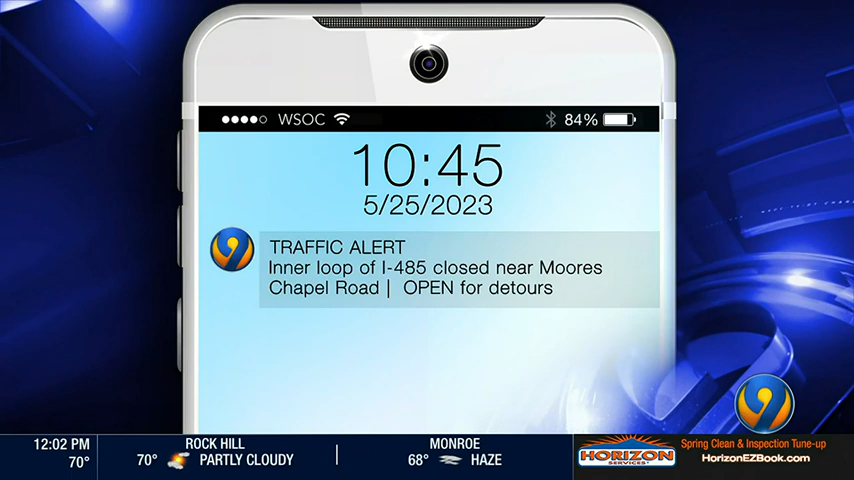 WSOC
84%
10:45
5/25/2023
9
TRAFFIC ALERT
Inner loop of I-485 closed near Moores
Chapel Road | OPEN for detours
9
12:02 PM
70°
ROCK HILL
70° PARTLY CLOUDY
MONROE
68° HAZE
HORIZON
SERVICES
Spring Clean & Inspection Tune-up
HorizonEZBook.com